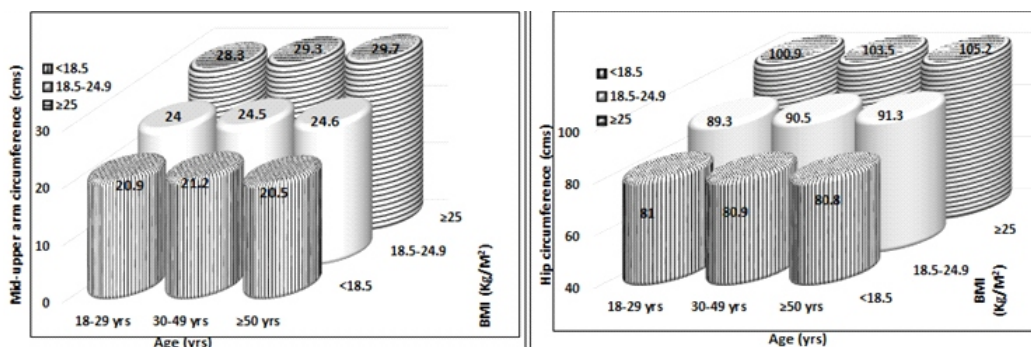 Mid-upper arm circumference (cms)
<18.5
18.5-24.9
≥25
30
20
10
0
28.3
29.3
29.7
24
24.5
24.6
20.9
21.2
20.5
≥25
18.5-24.9
<18.5
BMI (Kg/M²)
18-29 yrs
30-49 yrs
≥50 yrs
Age (yrs)
Hip circumference (cms)
<18.5
18.5-24.9
≥25
100
80
60
40
100.9
103.5
105.2
89.3
90.5
91.3
81
80.9
80.8
≥25
18.5-24.9
<18.5
BMI
(Kg/M²)
18-29 yrs
30-49 yrs
≥50 yrs
Age (yrs)